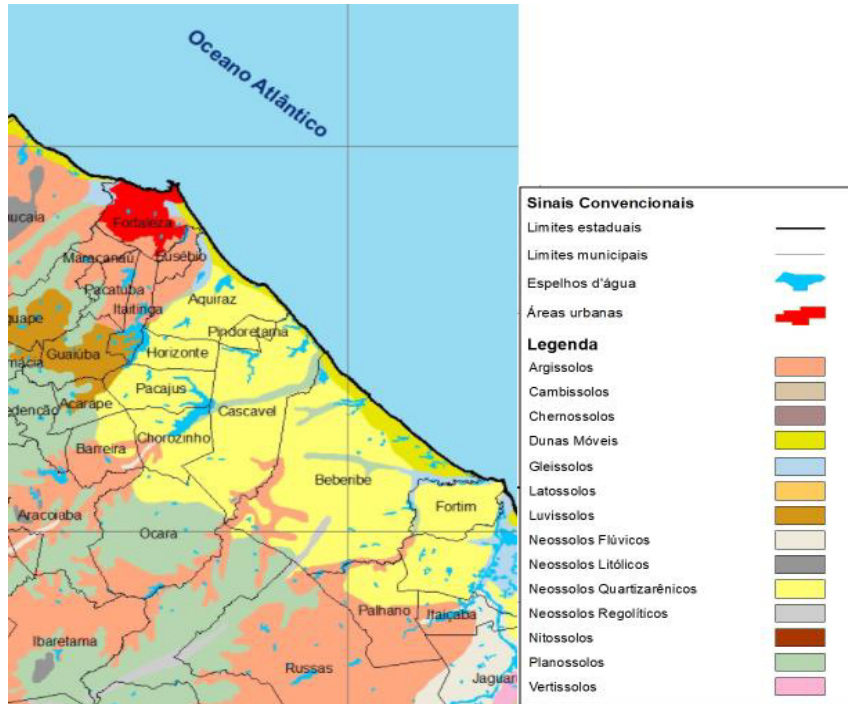 Oceano Atlântico
Fortaleza
Maracanaú
Eusébio
Pacatuba
Itaitinga
Aquiraz
Pindoretama
Guaiúba
Horizonte
Pacajus
Acarape
Cascavel
Chorozinho
Barreira
Beberibe
Fortim
Aracoiaba
Ocara
Palhano
Itaiçaba
Ibaretama
Russas
Sinais Convencionais
Limites estaduais
Limites municipais
Espelhos d'água
Áreas urbanas
Legenda
Argissolos
Cambissolos
Chernossolos
Dunas Móveis
Gleissolos
Latossolos
Luvissolos
Neossolos Flúvicos
Neossolos Litólicos
Neossolos Quartizarênicos
Neossolos Regolíticos
Nitossolos
Planossolos
Vertissolos